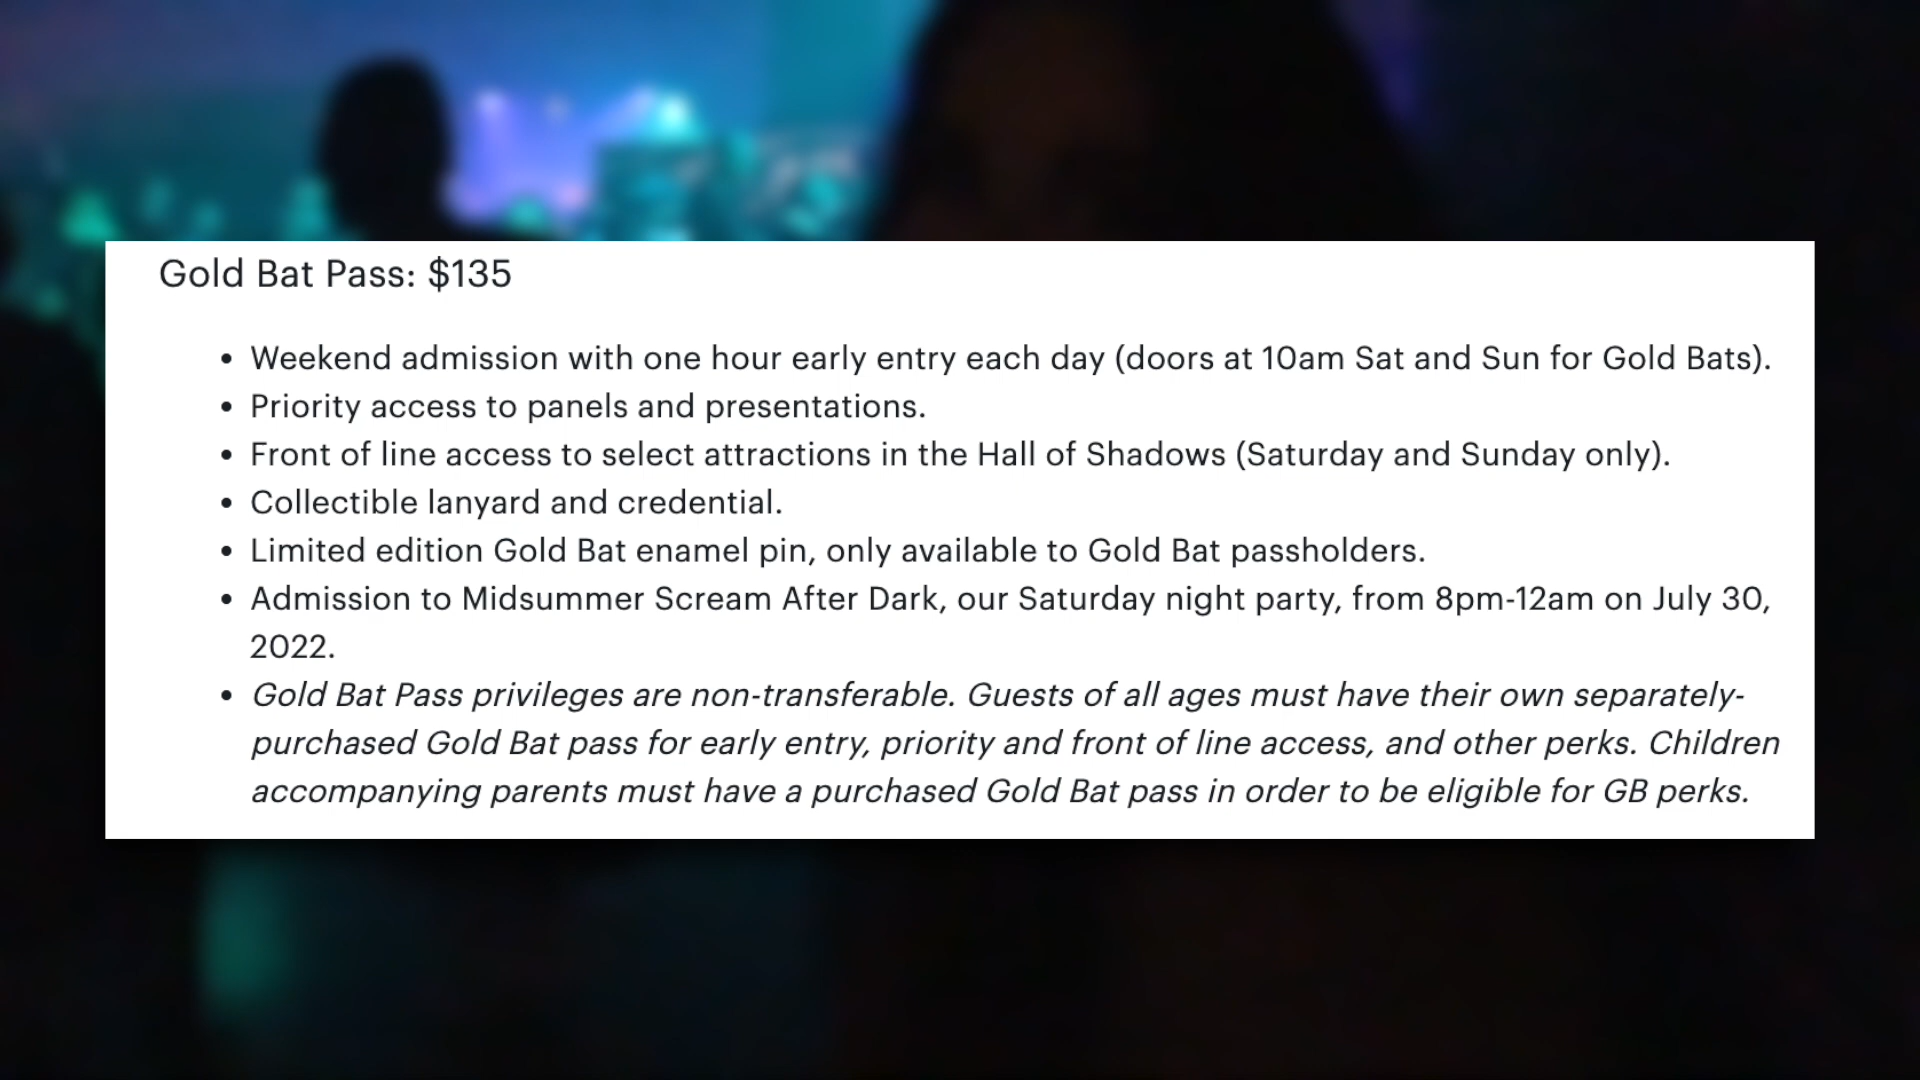 Gold Bat Pass: $135
• Weekend admission with one hour early entry each day (doors at 10am Sat and Sun for Gold Bats).
• Priority access to panels and presentations.
• Front of line access to select attractions in the Hall of Shadows (Saturday and Sunday only).
• Collectible lanyard and credential.
• Limited edition Gold Bat enamel pin, only available to Gold Bat passholders.
• Admission to Midsummer Scream After Dark, our Saturday night party, from 8pm-12am on July 30,
2022.
• Gold Bat Pass privileges are non-transferable. Guests of all ages must have their own separately-
purchased Gold Bat pass for early entry, priority and front of line access, and other perks. Children
accompanying parents must have a purchased Gold Bat pass in order to be eligible for GB perks.